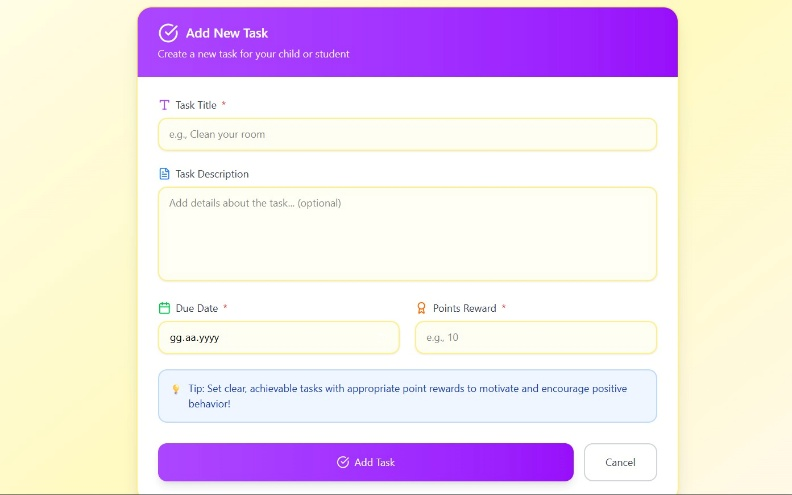 Add New Task
Create a new task for your child or student
Task Title *
e.g., Clean your room
Task Description
Add details about the task... (optional)
Due Date * Points Reward *
gg.aa.yyyy e.g., 10
Tip: Set clear, achievable tasks with appropriate point rewards to motivate and encourage positive
behavior!
Add Task Cancel